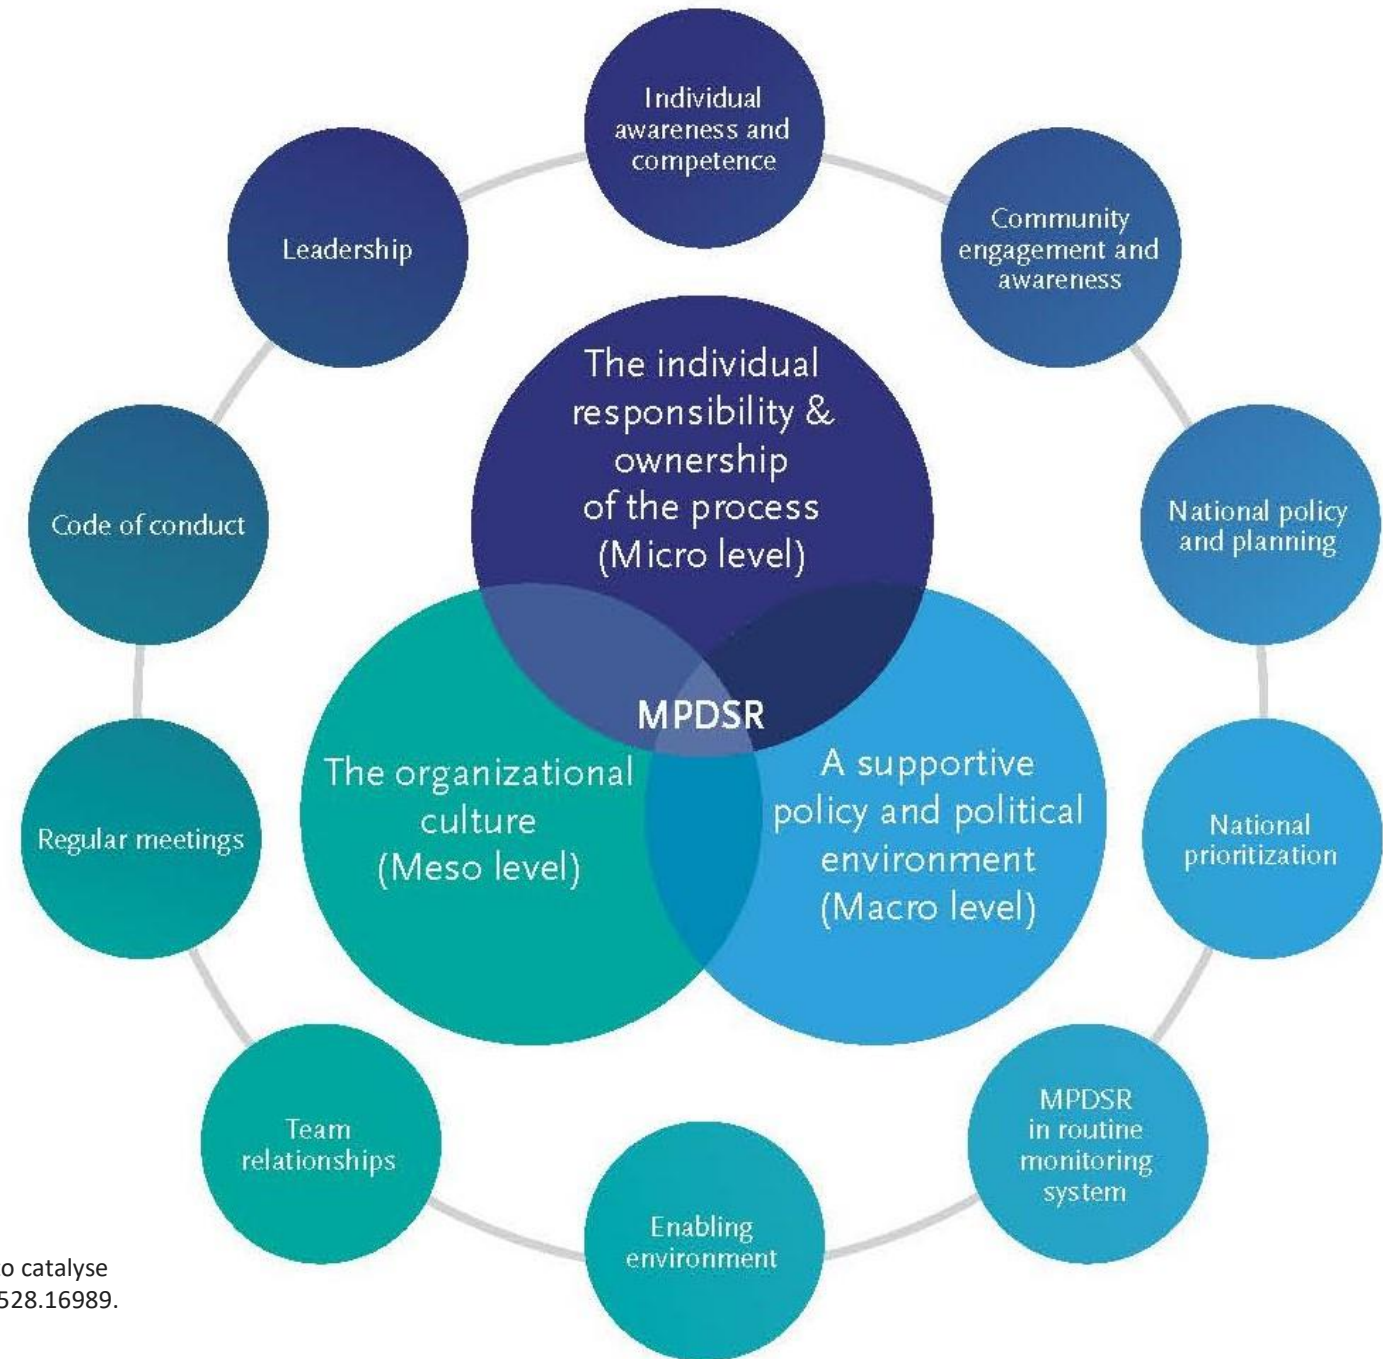 Individual
awareness and
competence
Community
engagement and
awareness
National policy
and planning
National
prioritization
MPDSR
in routine
monitoring
system
Enabling
environment
Team
relationships
Regular meetings
Code of conduct
Leadership
The individual
responsibility &
ownership
of the process
(Micro level)
MPDSR
The organizational
culture
(Meso level)
A supportive
policy and political
environment
(Macro level)
to catalyse
528.16989.